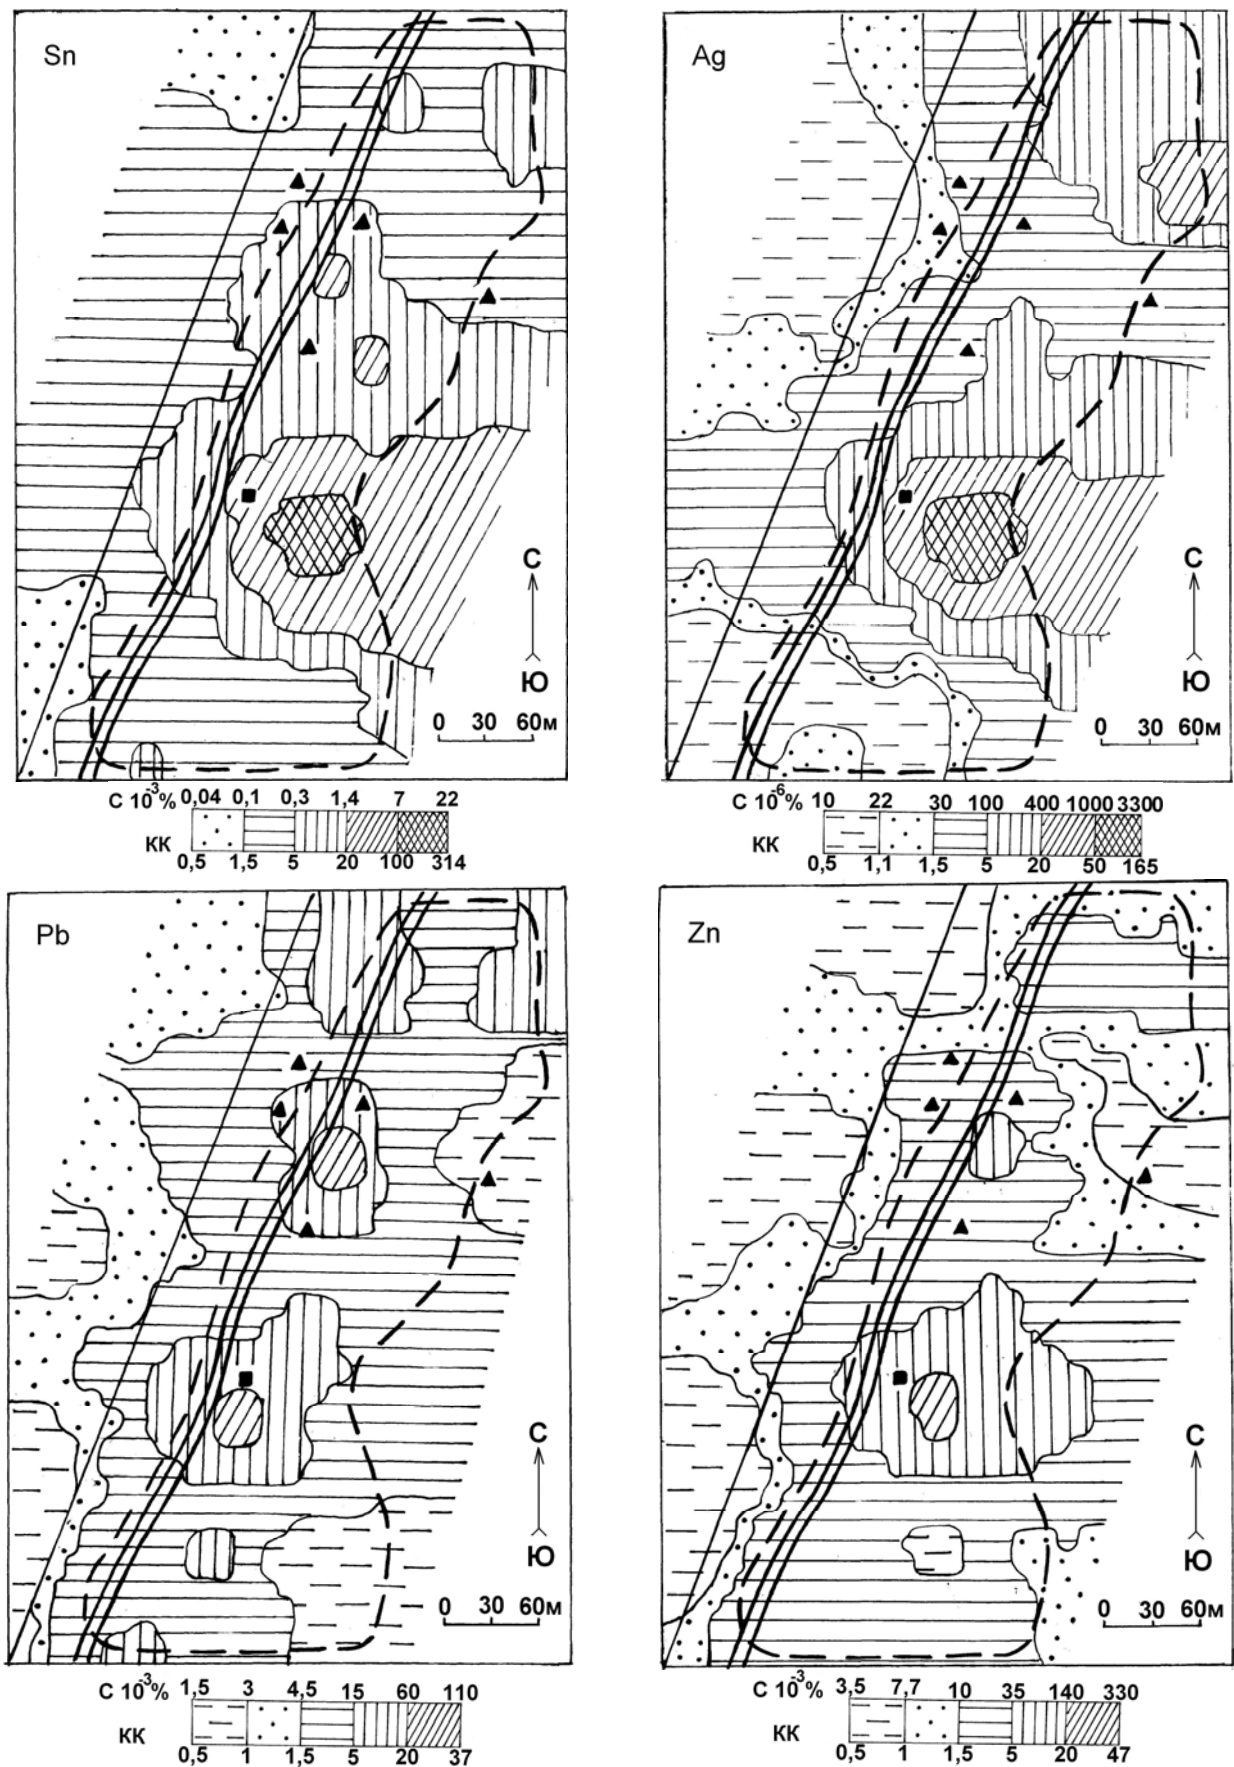 Sn
С
Ю
0 30 60м
С 10⁻³% 0,04 0,1 0,3 1,4 7 22
КК
0,5 1,5 5 20 100 314
Ag
С
Ю
0 30 60м
С 10⁻⁶% 10 22 30 100 400 1000 3300
КК
0,5 1,1 1,5 5 20 50 165
Pb
С
Ю
0 30 60м
С 10⁻³% 1,5 3 4,5 15 60 110
КК
0,5 1 1,5 5 20 37
Zn
С
Ю
0 30 60м
С 10⁻³% 3,5 7,7 10 35 140 330
КК
0,5 1 1,5 5 20 47